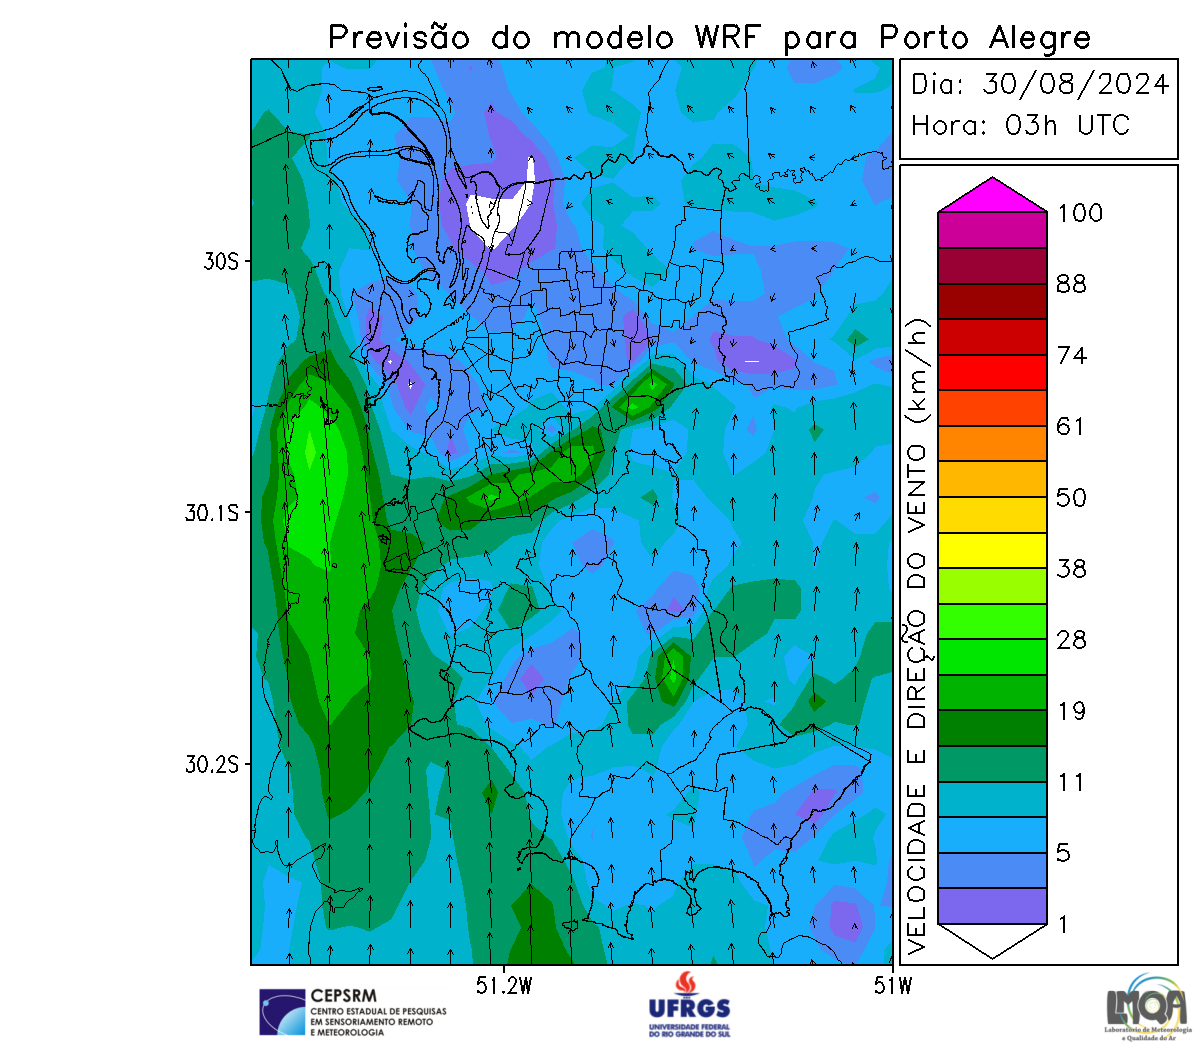 Previsão do modelo WRF para Porto Alegre
Dia: 30/08/2024
Hora: 03h UTC
VELOCIDADE E DIREÇÃO DO VENTO (km/h)
100
88
74
61
50
38
28
19
11
5
1
30S
30.1S
30.2S
51.2W
51W
CEPSRM
CENTRO ESTADUAL DE PESQUISAS
EM SENSORIAMENTO REMOTO
E METEOROLOGIA
UFRGS
UNIVERSIDADE FEDERAL
DO RIO GRANDE DO SUL
LMQA
Laboratório de Meteorologia
e Qualidade do Ar